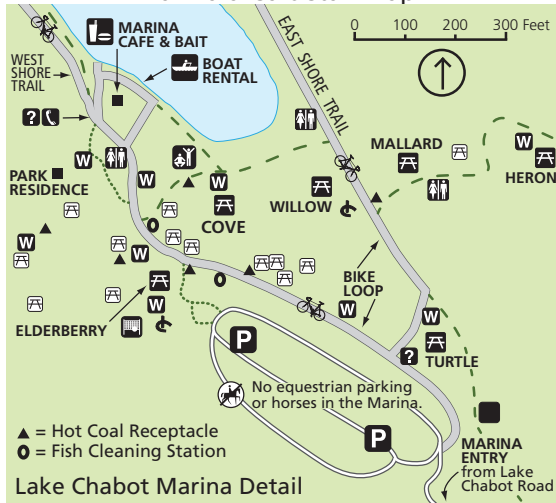 MARINA
CAFE & BAIT
0 100 200 300 Feet
WEST
SHORE
TRAIL
BOAT
RENTAL
EAST SHORE TRAIL
?
W
W
W
MALLARD
W
HERON
PARK
RESIDENCE
WILLOW
COVE
W
W
W
ELDERBERRY
BIKE
LOOP
W
W
?
TURTLE
P
No equestrian parking
or horses in the Marina.
P
▲ = Hot Coal Receptacle
O = Fish Cleaning Station
MARINA
ENTRY
from Lake
Chabot Road
Lake Chabot Marina Detail